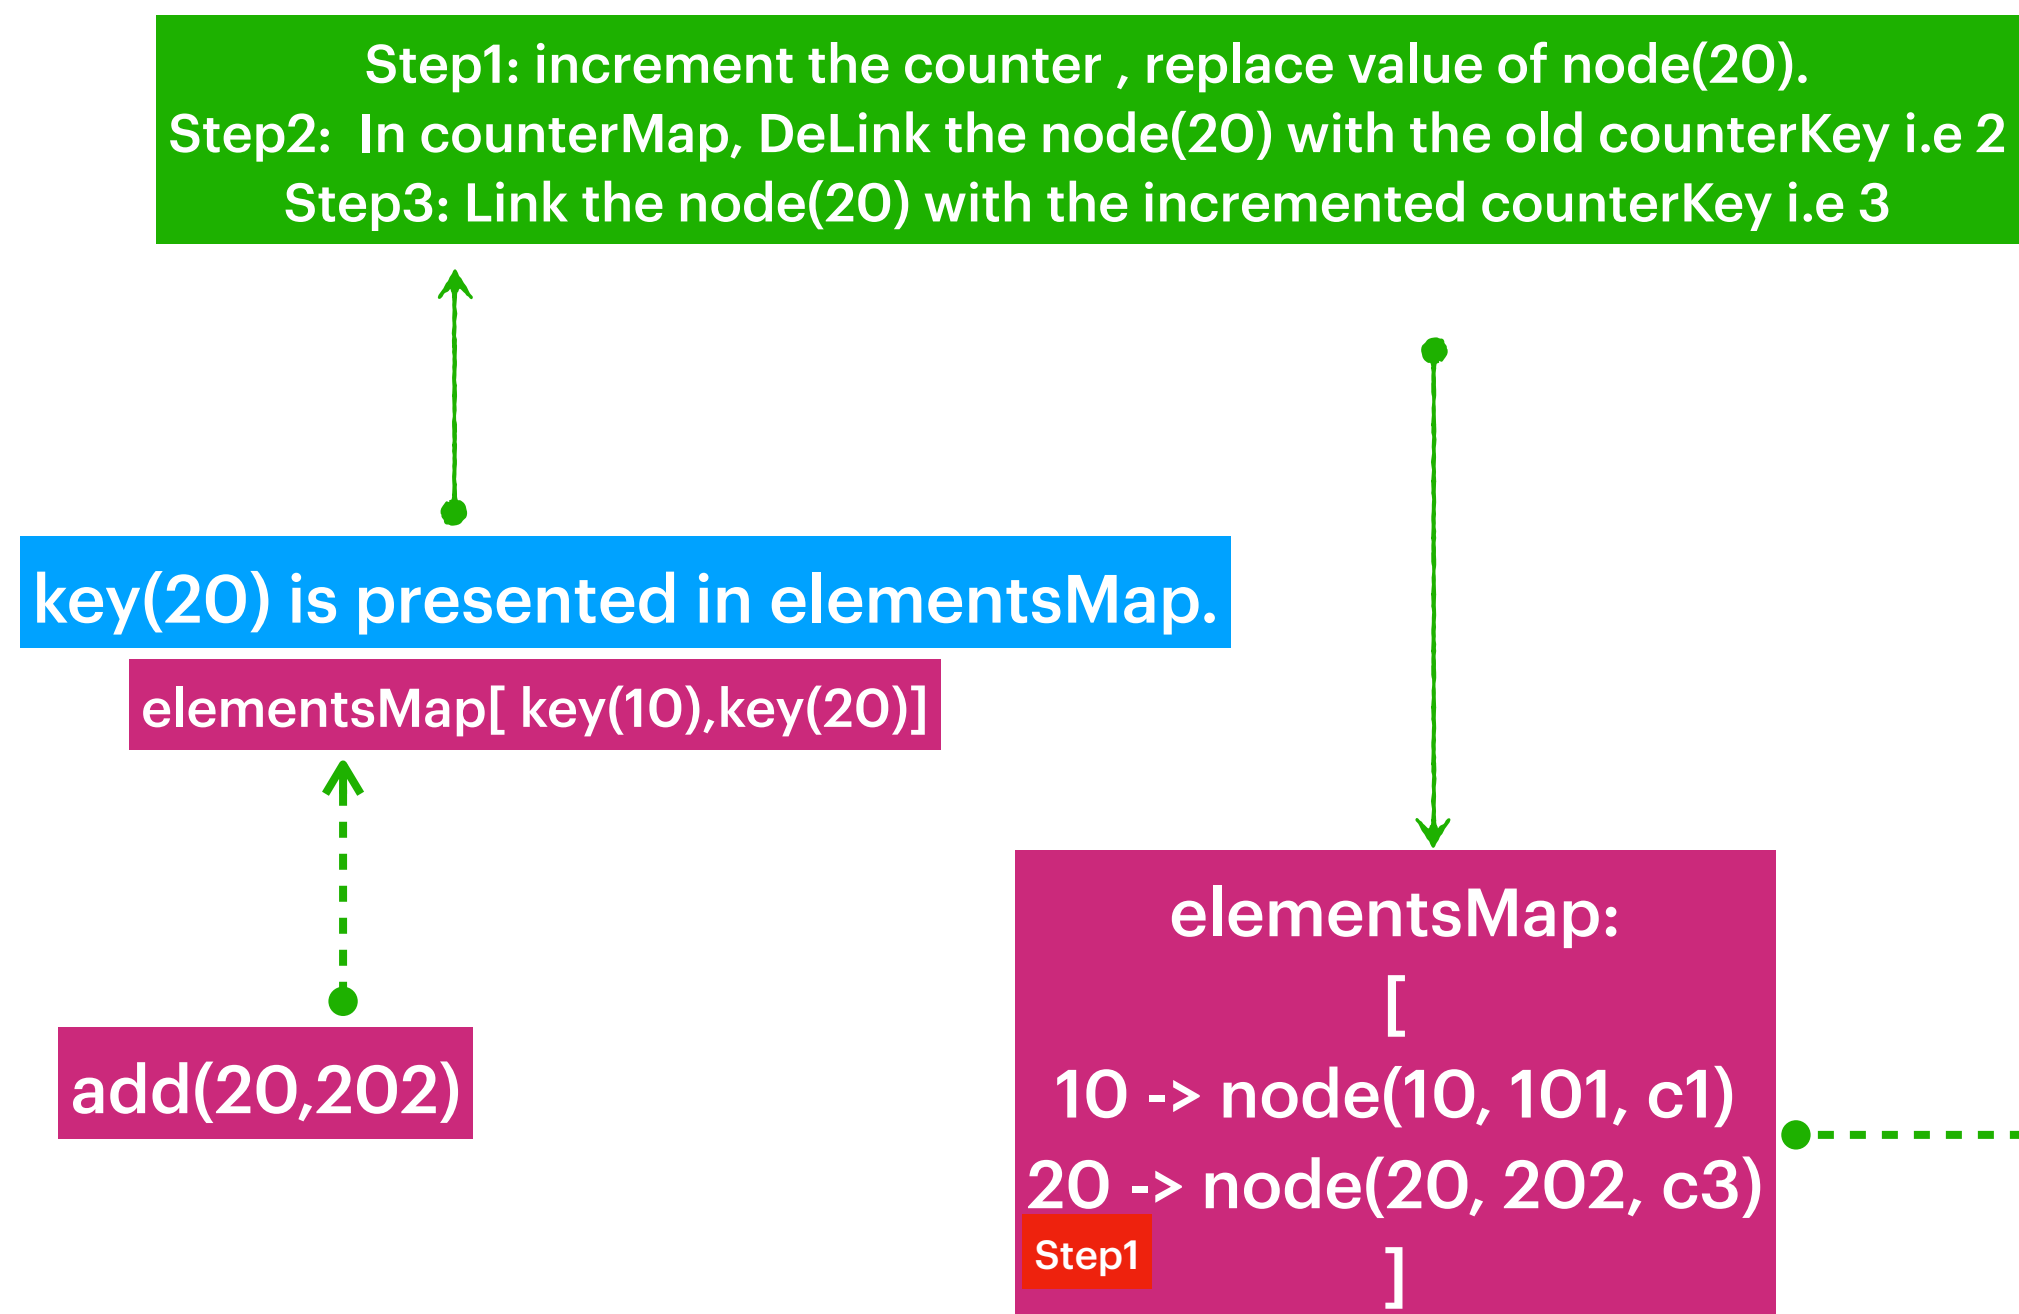 Step1: increment the counter , replace value of node(20).
Step2:  In counterMap, DeLink the node(20) with the old counterKey i.e 2
Step3: Link the node(20) with the incremented counterKey i.e 3
key(20) is presented in elementsMap.
elementsMap[ key(10),key(20)]
add(20,202)
elementsMap:
[
10 -> node(10, 101, c1)
20 -> node(20, 202, c3)
Step1
]